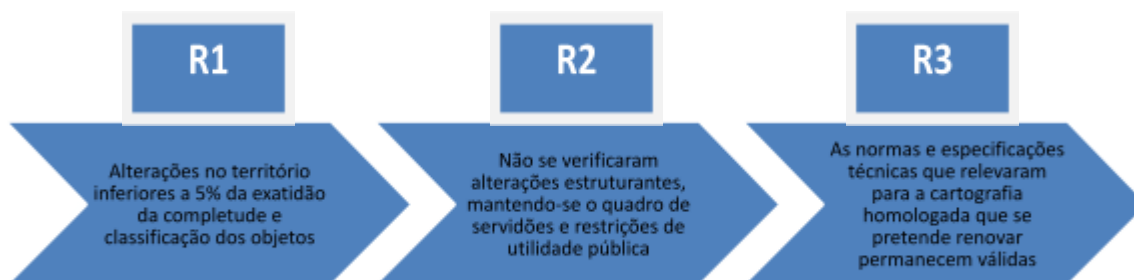 R1
Alterações no território
inferiores a 5% da exatidão
da completude e
classificação dos objetos
R2
Não se verificaram
alterações estruturantes,
mantendo-se o quadro de
servidões e restrições de
utilidade pública
R3
As normas e especificações
técnicas que relevaram
para a cartografia
homologada que se
pretende renovar
permanecem válidas